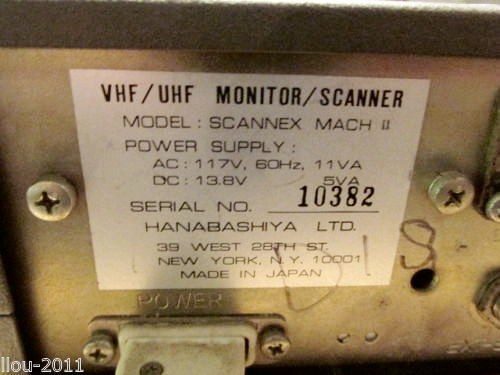 VHF/UHF MONITOR/SCANNER
MODEL: SCANNEX MACH II
POWER SUPPLY:
AC: 117V, 60Hz, 11VA
DC: 13.8V 5VA
SERIAL NO. 10382
HANABASHIYA LTD.
39 WEST 28TH ST.
NEW YORK, N.Y. 10001
MADE IN JAPAN
POWER
llou-2011